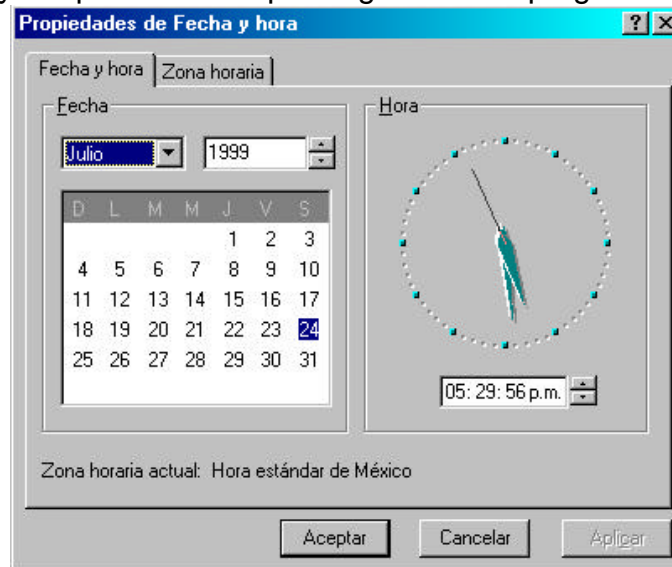 Propiedades de Fecha y hora
Fecha y hora
Zona horaria
Fecha
Hora
Julio
1999
D L M M J V S
1 2 3
4 5 6 7 8 9 10
11 12 13 14 15 16 17
18 19 20 21 22 23 24
25 26 27 28 29 30 31
05: 29: 56 p.m.
Zona horaria actual: Hora estándar de México
Aceptar
Cancelar
Aplicar